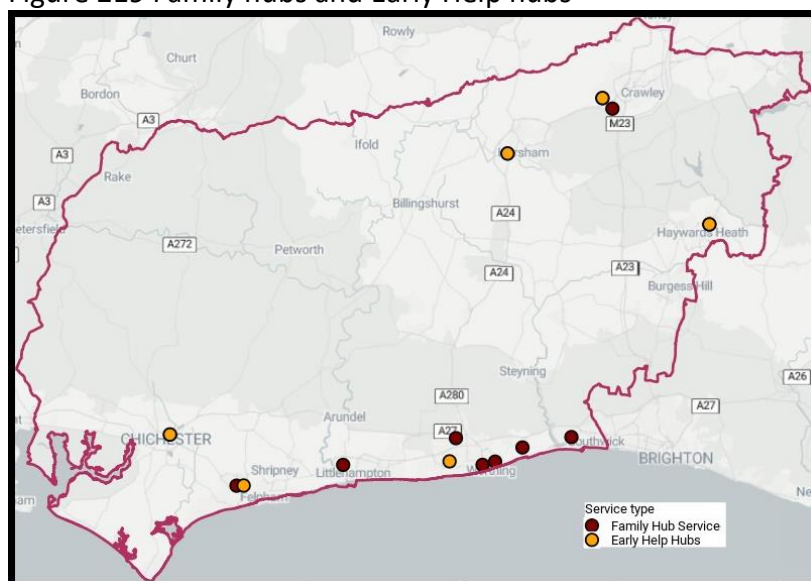 Figure 219 Family hubs and Early Help hubs
Rowly
Churt
Bordon
A3
Crawley
M23
A3
Ifold
Rake
A3
Billingshurst
A24
A272
Petworth
Haywards Heath
A24
A23
Burgess Hill
Steyning
A26
A280
Arundel
A27
A27
CHICHESTER
BRIGHTON
Shripney
Littlehampton
Felpham
Service type
Family Hub Service
Early Help Hubs